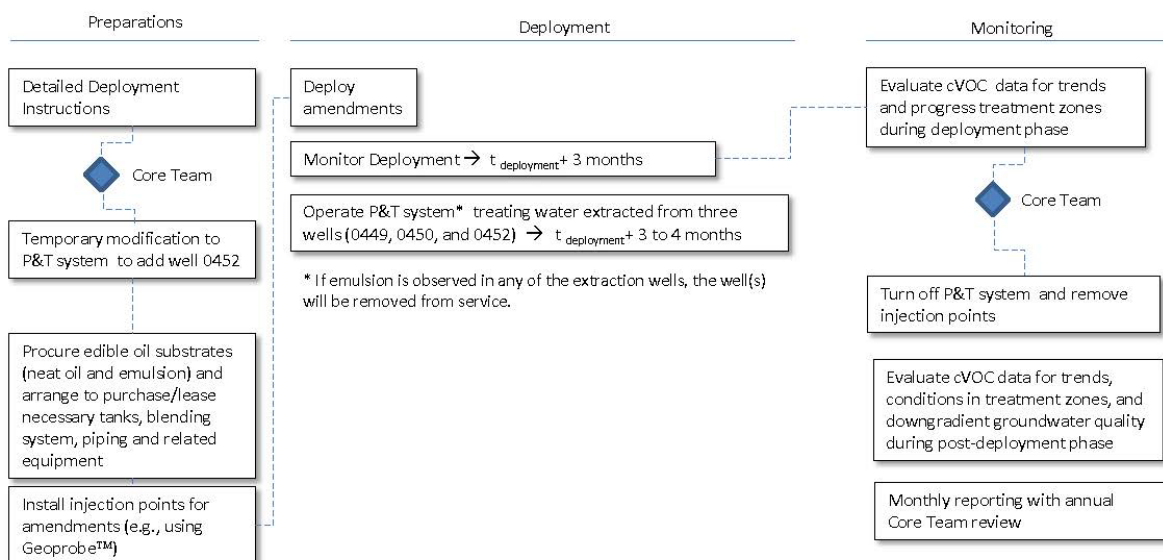 Preparations
Detailed Deployment
Instructions
Core Team
Temporary modification to
P&T system to add well 0452
Procure edible oil substrates
(neat oil and emulsion) and
arrange to purchase/lease
necessary tanks, blending
system, piping and related
equipment
Install injection points for
amendments (e.g., using
Geoprobe™)
Deployment
Deploy
amendments
Monitor Deployment → t deployment + 3 months
Operate P&T system* treating water extracted from three
wells (0449, 0450, and 0452) → t deployment + 3 to 4 months
* If emulsion is observed in any of the extraction wells, the well(s)
will be removed from service.
Monitoring
Evaluate cVOC data for trends
and progress treatment zones
during deployment phase
Core Team
Turn off P&T system and remove
injection points
Evaluate cVOC data for trends,
conditions in treatment zones, and
downgradient groundwater quality
during post-deployment phase
Monthly reporting with annual
Core Team review